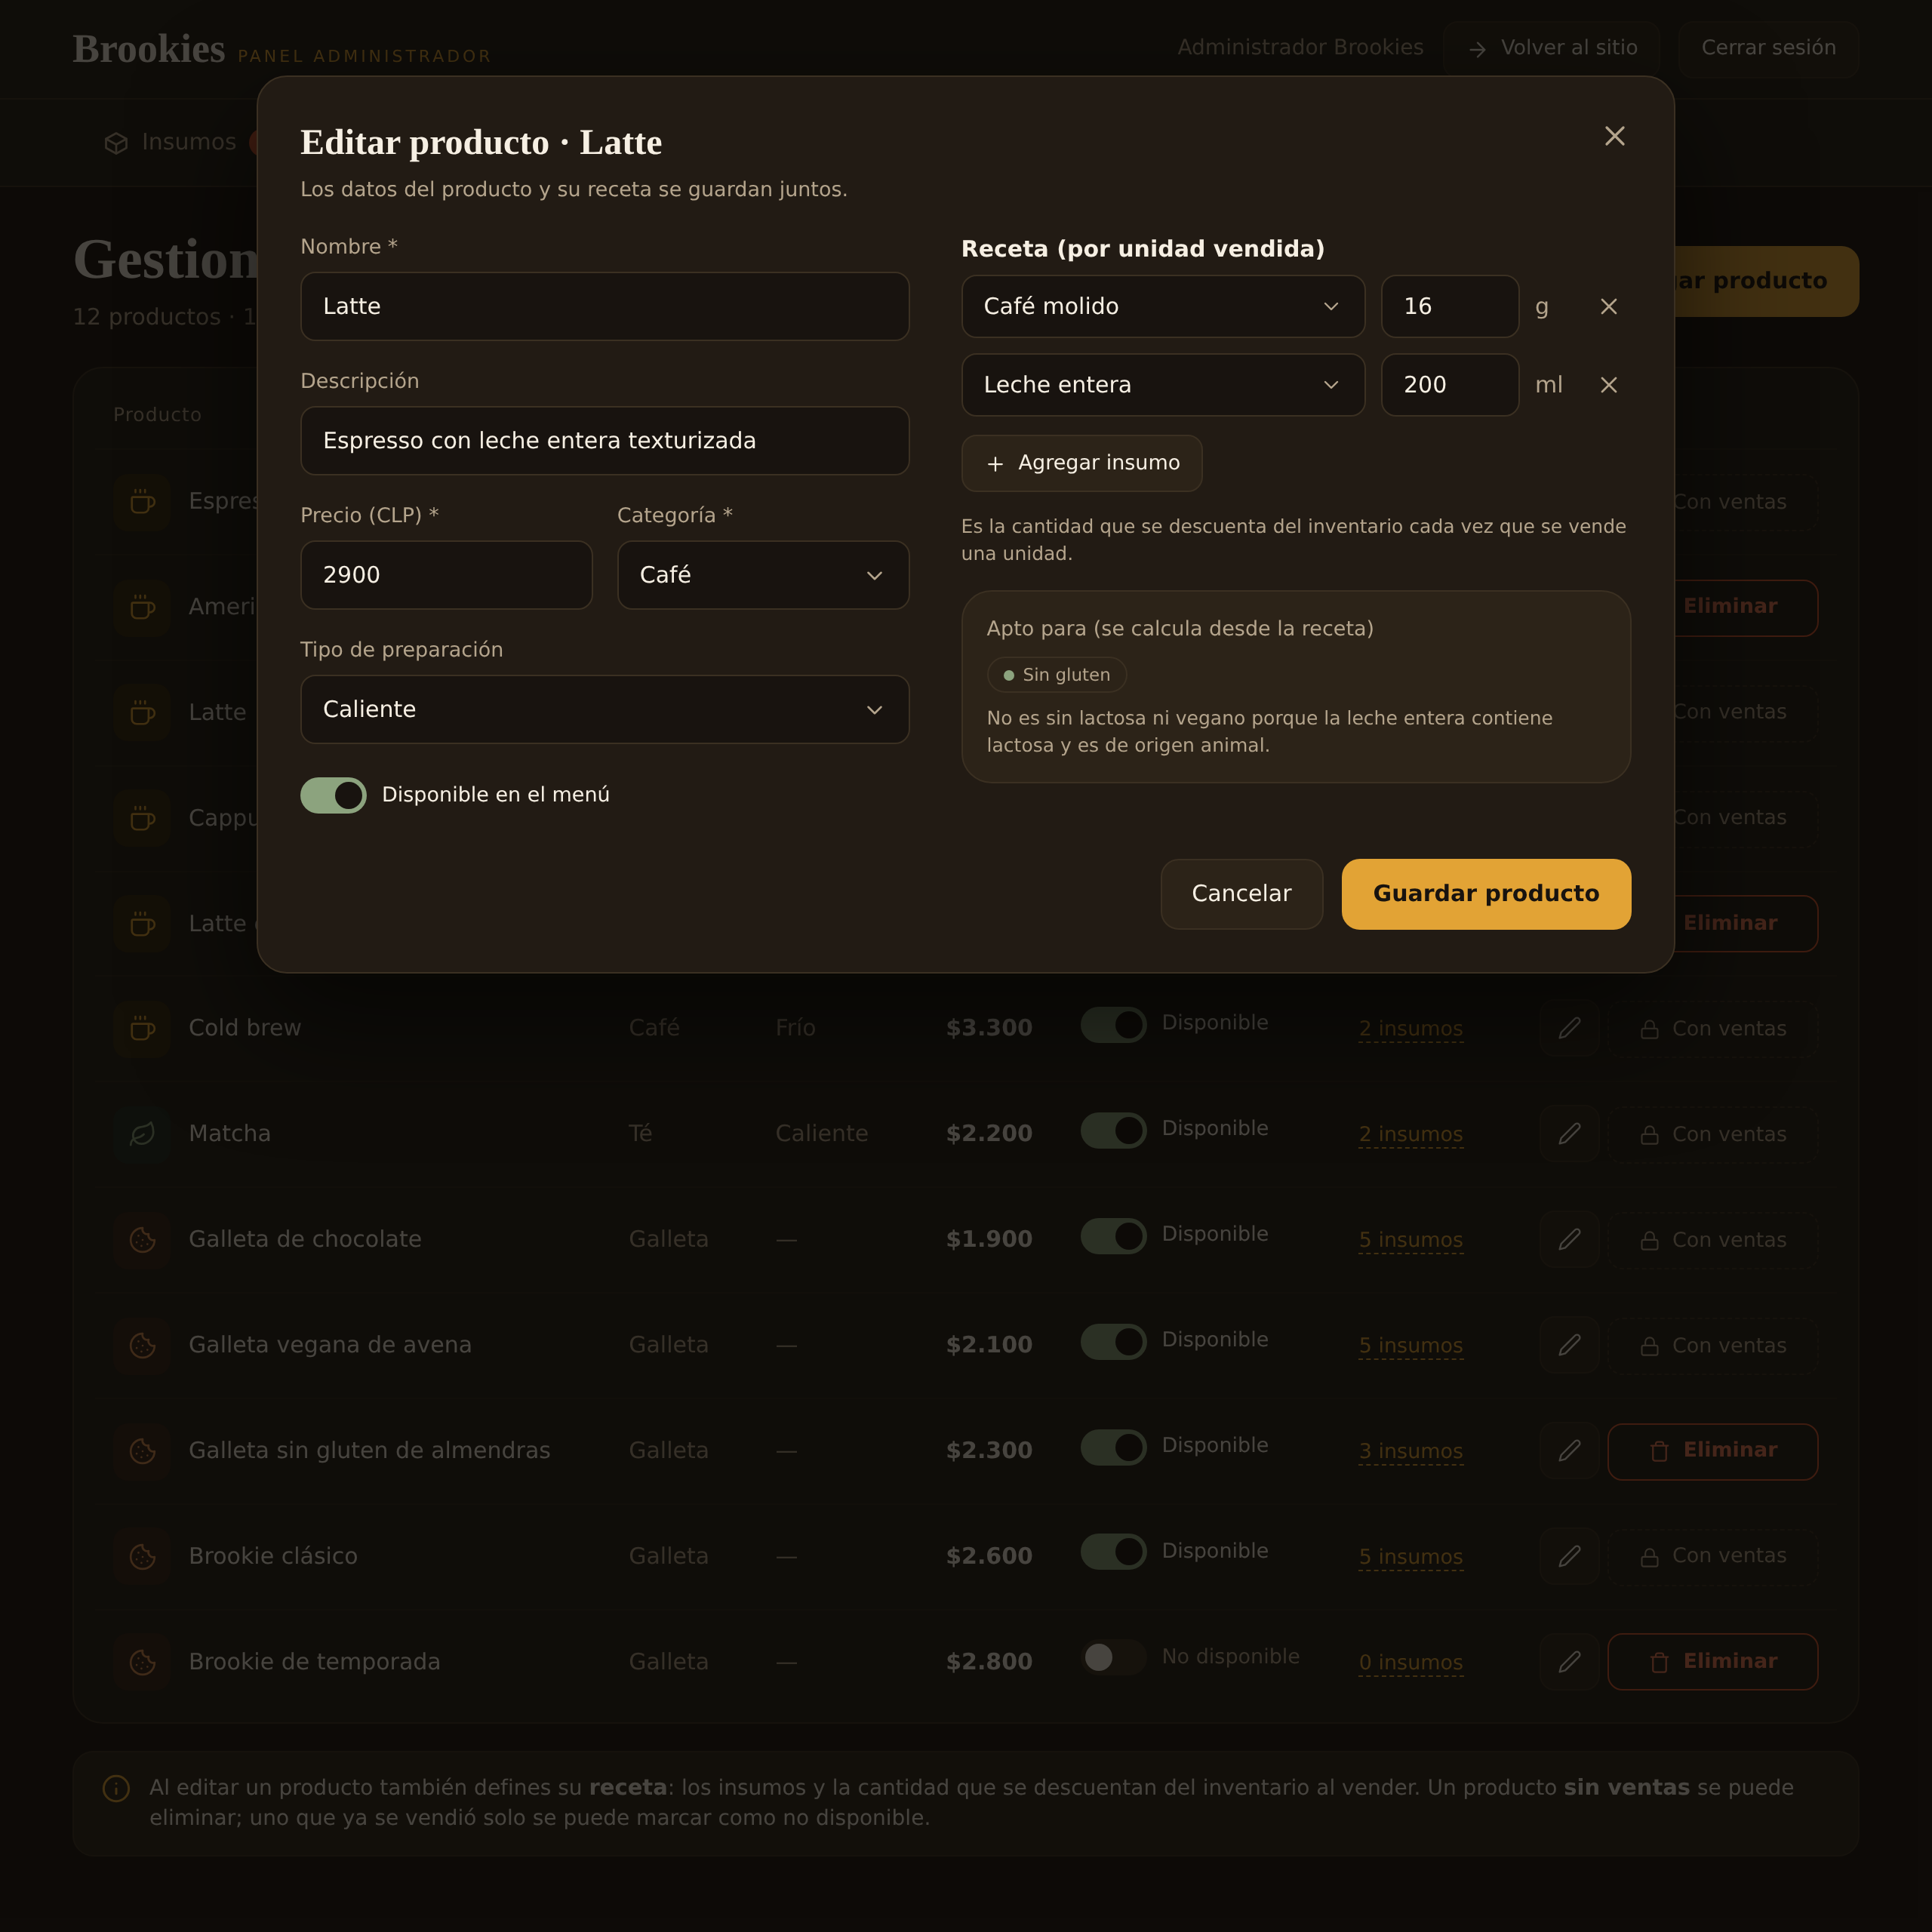 Brookies PANEL ADMINISTRADOR
Administrador Brookies
Volver al sitio
Cerrar sesión
Insumos
Editar producto · Latte
Los datos del producto y su receta se guardan juntos.
Nombre *
Latte
Descripción
Espresso con leche entera texturizada
Precio (CLP) *
Categoría *
2900
Café
Tipo de preparación
Caliente
Disponible en el menú
Receta (por unidad vendida)
Café molido 16 g
Leche entera 200 ml
Agregar insumo
Es la cantidad que se descuenta del inventario cada vez que se vende
una unidad.
Apto para (se calcula desde la receta)
Sin gluten
No es sin lactosa ni vegano porque la leche entera contiene
lactosa y es de origen animal.
Cancelar
Guardar producto
12 productos ·
producto
Producto
Con ventas
Eliminar
Latte
Con ventas
Con ventas
Latte
Eliminar
Cold brew Café Frío $3.300 Disponible 2 insumos Con ventas
Matcha Té Caliente $2.200 Disponible 2 insumos Con ventas
Galleta de chocolate Galleta — $1.900 Disponible 5 insumos Con ventas
Galleta vegana de avena Galleta — $2.100 Disponible 5 insumos Con ventas
Galleta sin gluten de almendras Galleta — $2.300 Disponible 3 insumos Eliminar
Brookie clásico Galleta — $2.600 Disponible 5 insumos Con ventas
Brookie de temporada Galleta — $2.800 No disponible 0 insumos Eliminar
Al editar un producto también defines su receta: los insumos y la cantidad que se descuentan del inventario al vender. Un producto sin ventas se puede
eliminar; uno que ya se vendió solo se puede marcar como no disponible.